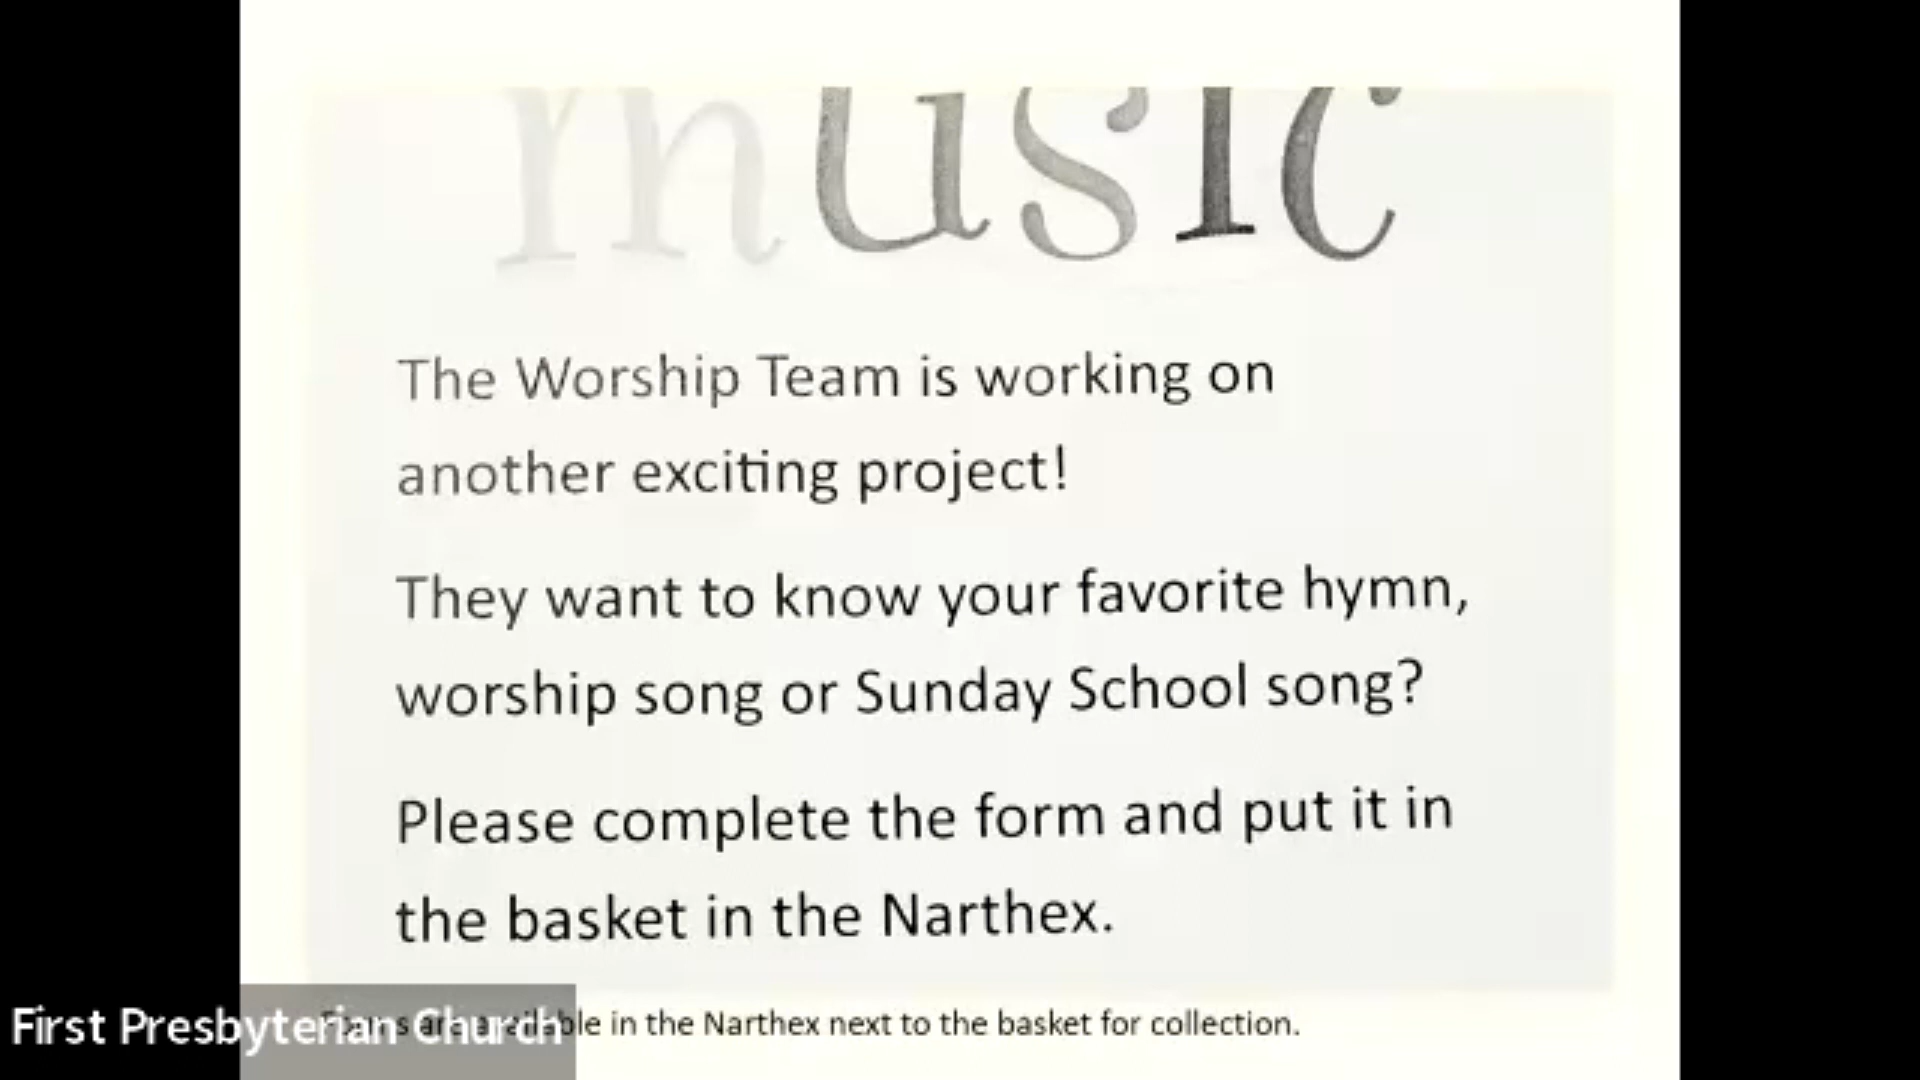 music
The Worship Team is working on
another exciting project!
They want to know your favorite hymn,
worship song or Sunday School song?
Please complete the form and put it in
the basket in the Narthex.
First Presbyterian Church
are available in the Narthex next to the basket for collection.